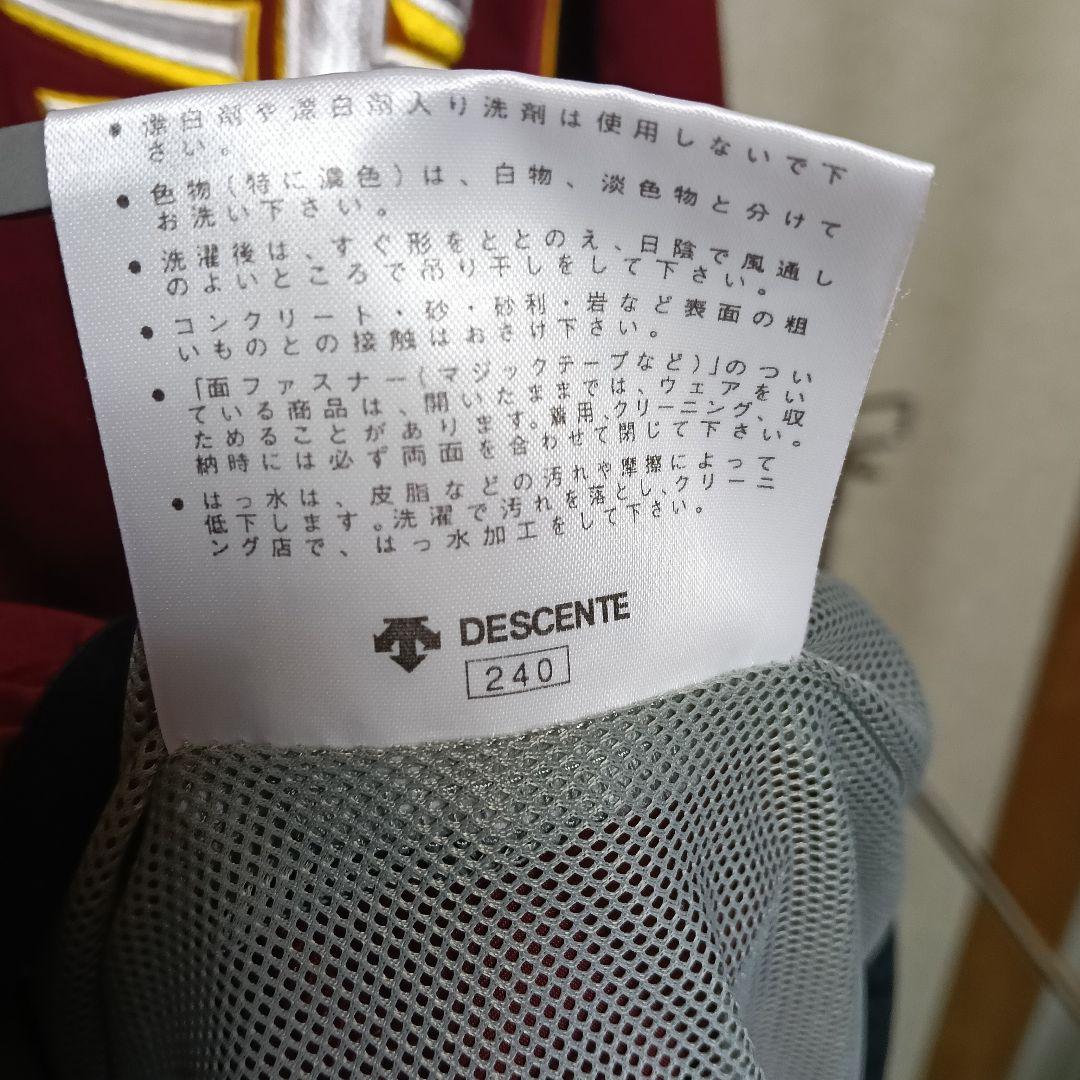 • 漂白剤や漂白剤入り洗剤は使用しないで下
さい。
• 色物(特に濃色)は、白物、淡色物と分けて
お洗い下さい。
• 洗濯後は、すぐ形をととのえ、日陰で風通し
のよいところで吊り干しをして下さい。
• コンクリート・砂・砂利・岩など表面の粗
いものとの接触はおさけ下さい。
• 「面ファスナー(マジックテープなど)」のつい
ている商品は、開いたままでは、ウェアをい
ためることがあります。着用、クリーニング、収
納時には必ず両面を合わせて閉じて下さい。
• はっ水は、皮脂などの汚れや摩擦によって
低下します。洗濯で汚れを落とし、クリーニ
ング店で、はっ水加工をして下さい。
DESCENTE
240